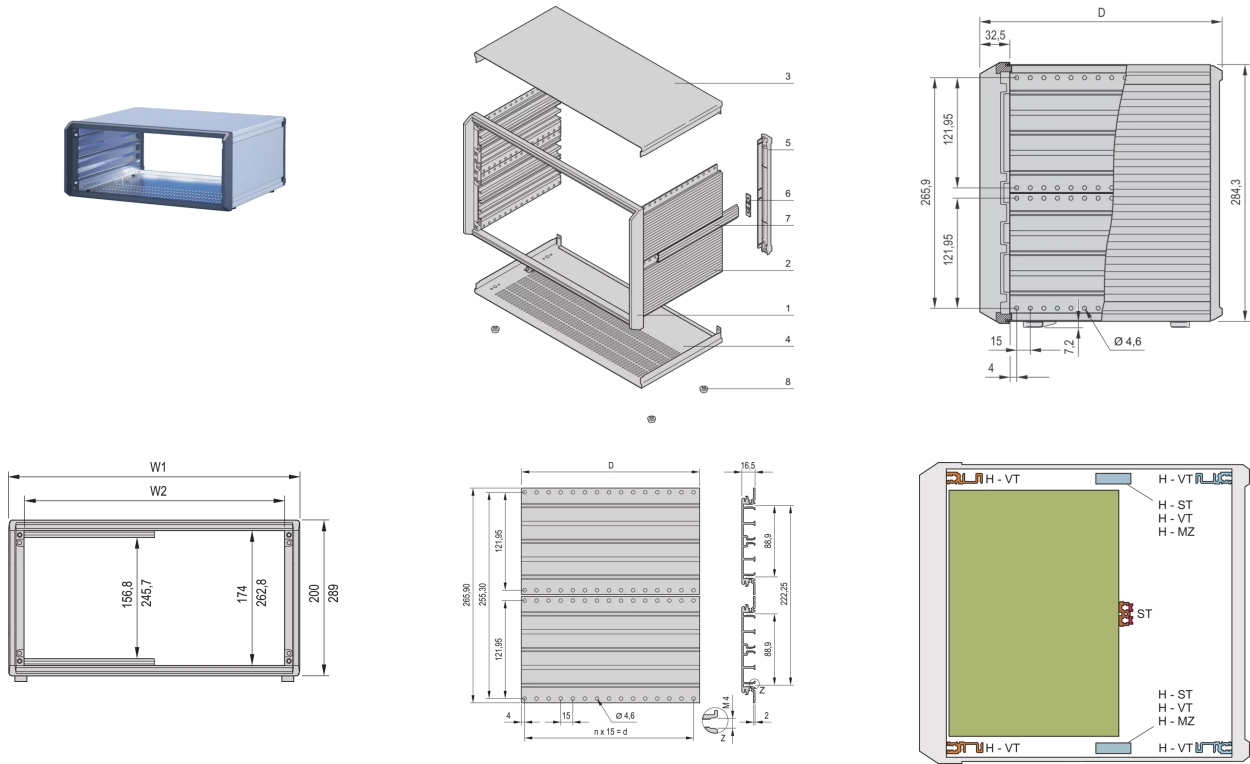 3
5
6
7
2
1
4
8
D
32,5
121,95
265,9
121,95
284,3
15
7,2
Ø 4,6
4
W1
W2
156,8
245,7
174
262,8
200
289
D
16,5
121,95
265,90
255,30
121,95
88,9
222,25
88,9
Z
M 4
4
15
Ø 4,6
2
n x 15 = d
Z
H - VT
H - VT
H - ST
H - VT
H - MZ
ST
H - ST
H - VT
H - MZ
H - VT
H - VT